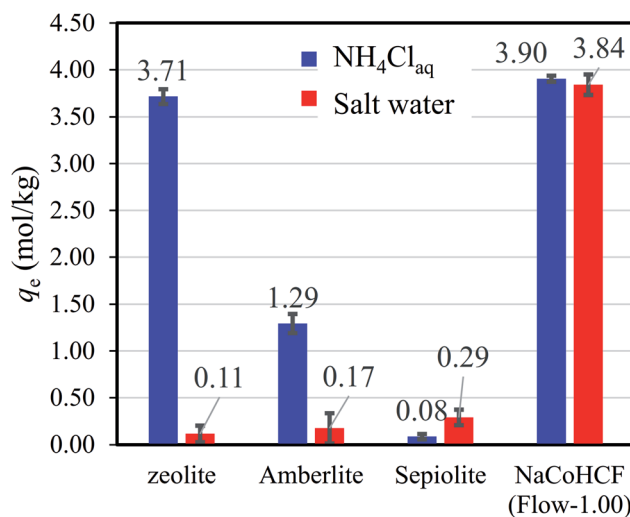 4.50
4.00
3.50
3.00
2.50
2.00
1.50
1.00
0.50
0.00
qe (mol/kg)
NH4Claq
Salt water
3.71
0.11
1.29
0.17
0.08
0.29
3.90
3.84
zeolite
Amberlite
Sepiolite
NaCoHCF
(Flow-1.00)